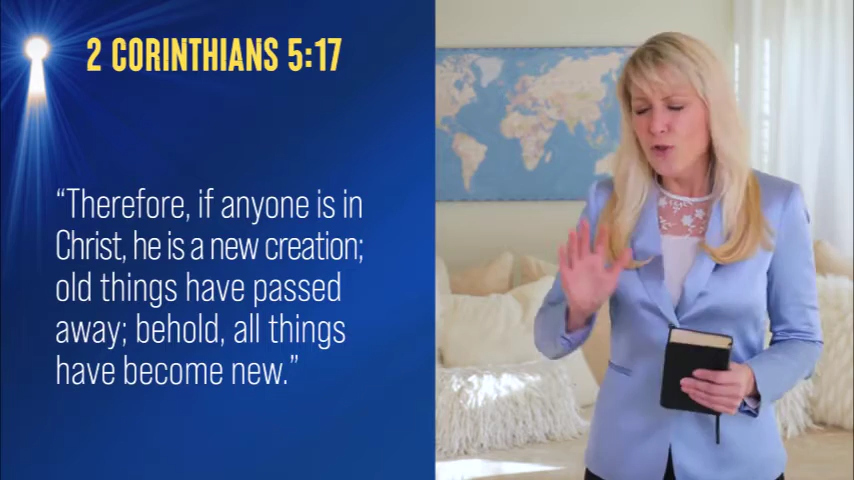 2 CORINTHIANS 5:17
“Therefore, if anyone is in
Christ, he is a new creation;
old things have passed
away; behold, all things
have become new.”